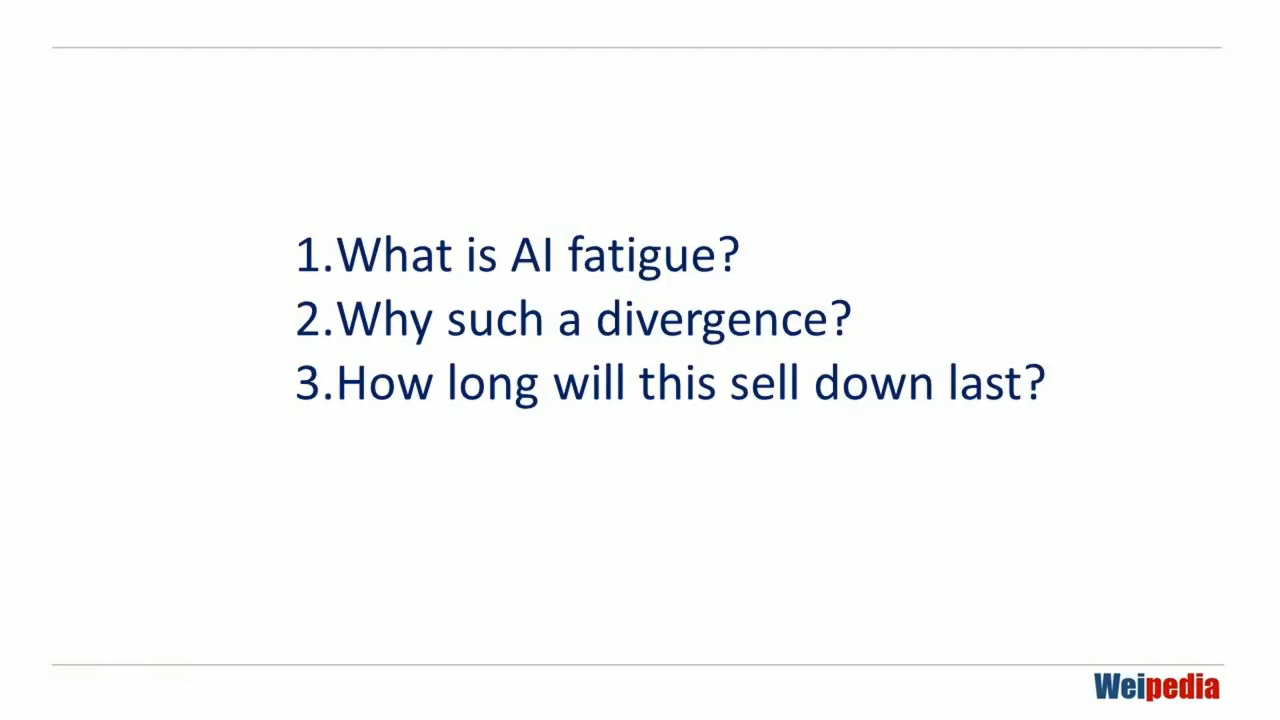 1.What is AI fatigue?
2.Why such a divergence?
3.How long will this sell down last?
Weipedia